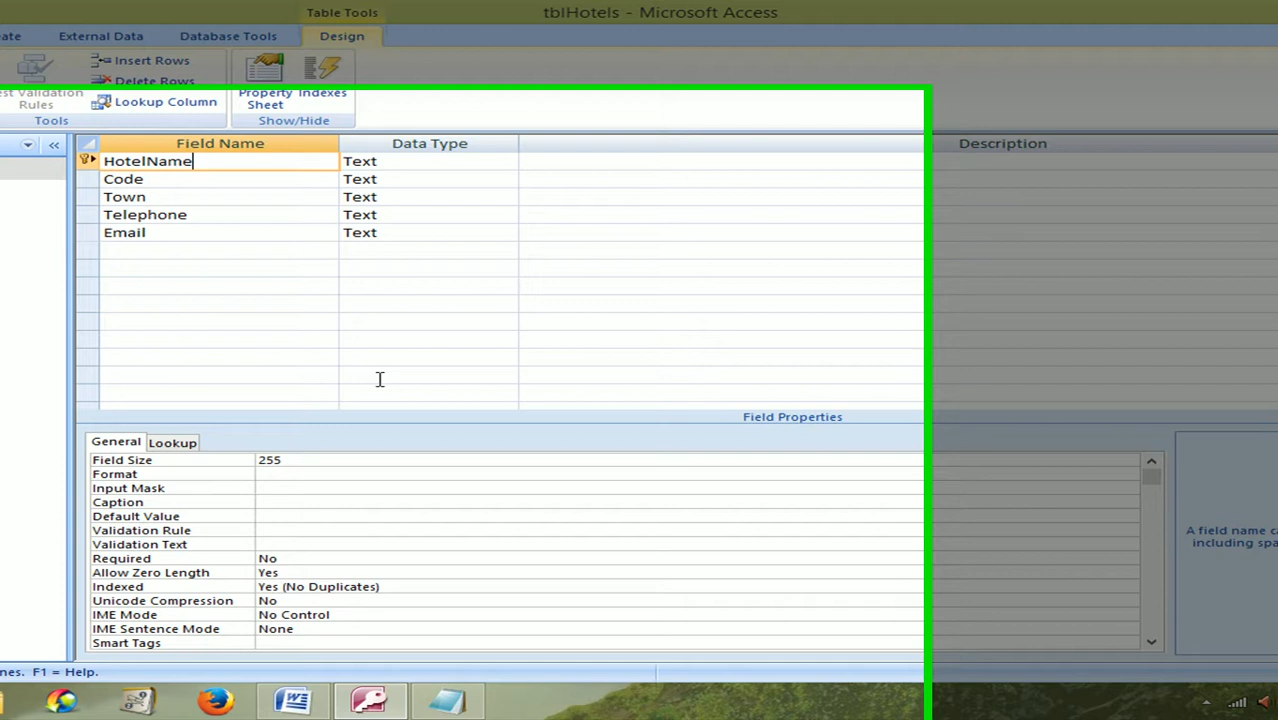 Table Tools
tblHotels - Microsoft Access
ate External Data Database Tools Design
Insert Rows
Delete Rows
est Validation Rules
Lookup Column
Property Sheet
Indexes
Tools
Show/Hide
Field Name Data Type Description
HotelName Text
Code Text
Town Text
Telephone Text
Email Text
Field Properties
General Lookup
Field Size 255
Format
Input Mask
Caption
Default Value
Validation Rule
Validation Text
Required No
Allow Zero Length Yes
Indexed Yes (No Duplicates)
Unicode Compression No
IME Mode No Control
IME Sentence Mode None
Smart Tags
A field name ca
including spa
nes. F1 = Help.